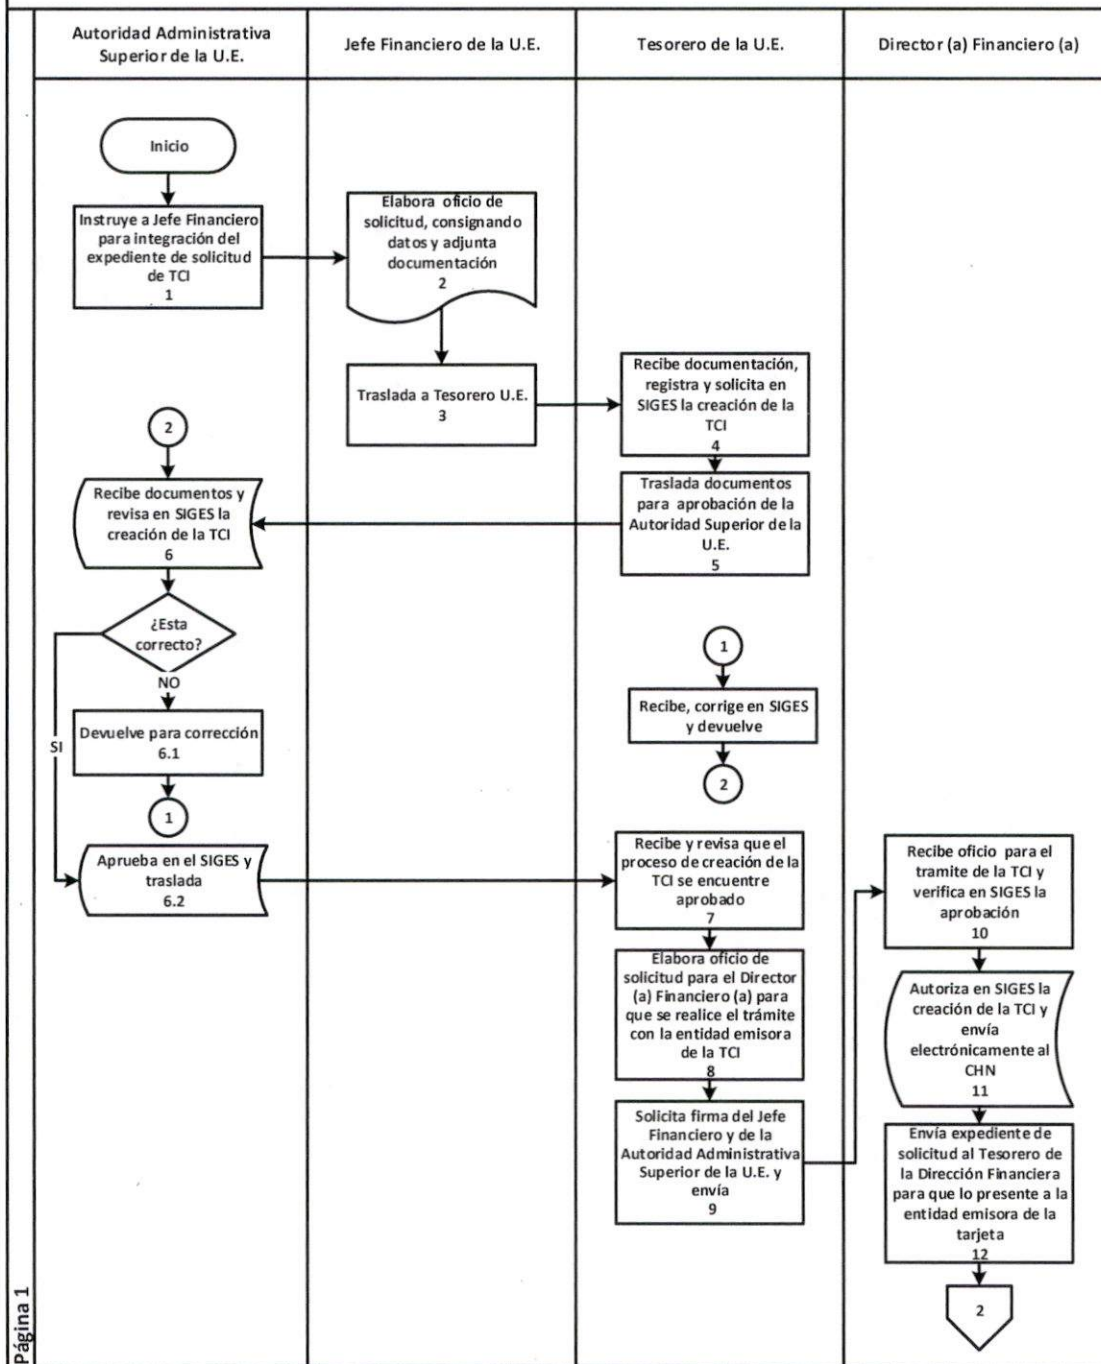 Autoridad Administrativa
Superior de la U.E.
Jefe Financiero de la U.E.
Tesorero de la U.E.
Director (a) Financiero (a)
Inicio
Instruye a Jefe Financiero
para integración del
expediente de solicitud
de TCI
1
Elabora oficio de
solicitud, consignando
datos y adjunta
documentación
2
Traslada a Tesorero U.E.
3
Recibe documentación,
registra y solicita en
SIGES la creación de la
TCI
4
Traslada documentos
para aprobación de la
Autoridad Superior de la
U.E.
5
2
Recibe documentos y
revisa en SIGES la
creación de la TCI
6
¿Esta
correcto?
NO
SI
Devuelve para corrección
6.1
1
1
Recibe, corrige en SIGES
y devuelve
2
Aprueba en el SIGES y
traslada
6.2
Recibe y revisa que el
proceso de creación de la
TCI se encuentre
aprobado
7
Elabora oficio de
solicitud para el Director
(a) Financiero (a) para
que se realice el trámite
con la entidad emisora
de la TCI
8
Solicita firma del Jefe
Financiero y de la
Autoridad Administrativa
Superior de la U.E. y
envía
9
Recibe oficio para el
tramite de la TCI y
verifica en SIGES la
aprobación
10
Autoriza en SIGES la
creación de la TCI y
envía
electrónicamente al
CHN
11
Envía expediente de
solicitud al Tesorero de
la Dirección Financiera
para que lo presente a la
entidad emisora de la
tarjeta
12
2
Página 1